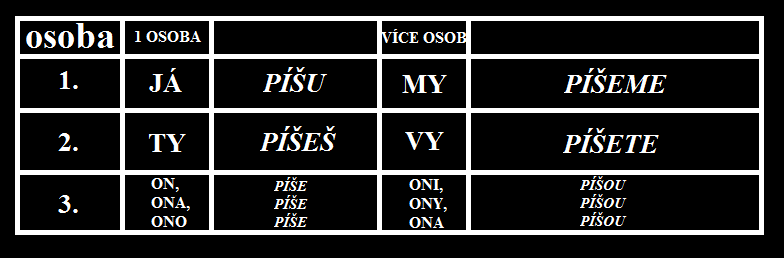 osoba 1 OSOBA VÍCE OSOB
1. JÁ PÍŠU MY PÍŠEME
2. TY PÍŠEŠ VY PÍŠETE
3. ON, PÍŠE ONI, PÍŠOU
ONA, PÍŠE ONY, PÍŠOU
ONO PÍŠE ONA PÍŠOU